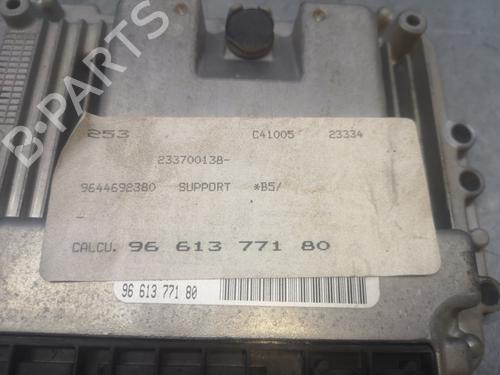 253 C41005 23334
233700138-
9644692380 SUPPORT *B5/
CALCU. 96 613 771 80
96 613 771 80
B-PARTS